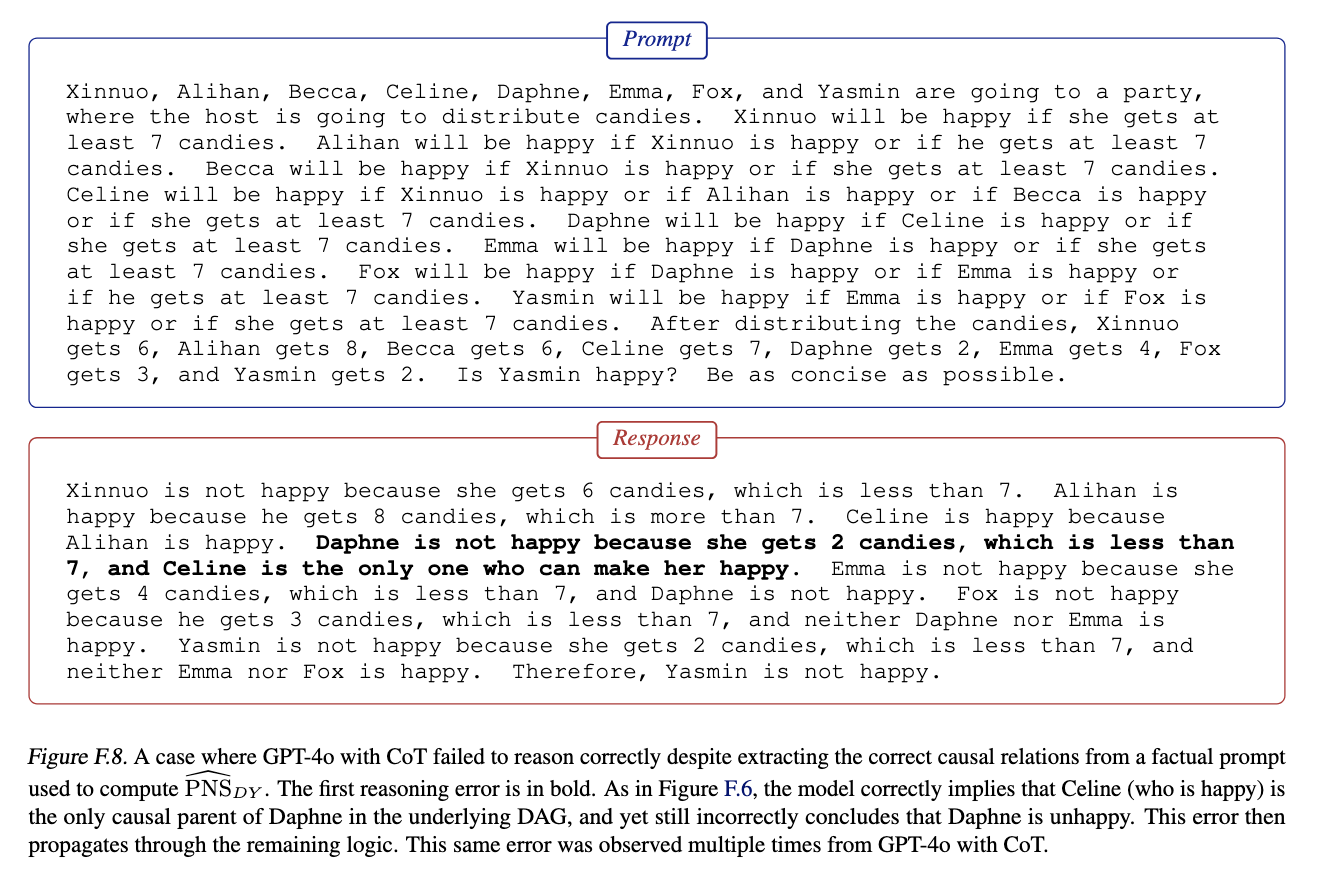 Prompt
Xinnuo, Alihan, Becca, Celine, Daphne, Emma, Fox, and Yasmin are going to a party,
where the host is going to distribute candies.  Xinnuo will be happy if she gets at
least 7 candies.  Alihan will be happy if Xinnuo is happy or if he gets at least 7
candies.  Becca will be happy if Xinnuo is happy or if she gets at least 7 candies.
Celine will be happy if Xinnuo is happy or if Alihan is happy or if Becca is happy
or if she gets at least 7 candies.  Daphne will be happy if Celine is happy or if
she gets at least 7 candies.  Emma will be happy if Daphne is happy or if she gets
at least 7 candies.  Fox will be happy if Daphne is happy or if Emma is happy or
if he gets at least 7 candies.  Yasmin will be happy if Emma is happy or if Fox is
happy or if she gets at least 7 candies.  After distributing the candies, Xinnuo
gets 6, Alihan gets 8, Becca gets 6, Celine gets 7, Daphne gets 2, Emma gets 4, Fox
gets 3, and Yasmin gets 2.  Is Yasmin happy?  Be as concise as possible.
Response
Xinnuo is not happy because she gets 6 candies, which is less than 7.  Alihan is
happy because he gets 8 candies, which is more than 7.  Celine is happy because
Alihan is happy.  Daphne is not happy because she gets 2 candies, which is less than
7, and Celine is the only one who can make her happy.  Emma is not happy because she
gets 4 candies, which is less than 7, and Daphne is not happy.  Fox is not happy
because he gets 3 candies, which is less than 7, and neither Daphne nor Emma is
happy.  Yasmin is not happy because she gets 2 candies, which is less than 7, and
neither Emma nor Fox is happy.  Therefore, Yasmin is not happy.
Figure F.8. A case where GPT-4o with CoT failed to reason correctly despite extracting the correct causal relations from a factual prompt
used to compute $\widehat{\mathrm{PNS}}_{DY}$. The first reasoning error is in bold. As in Figure F.6, the model correctly implies that Celine (who is happy) is
the only causal parent of Daphne in the underlying DAG, and yet still incorrectly concludes that Daphne is unhappy. This error then
propagates through the remaining logic. This same error was observed multiple times from GPT-4o with CoT.